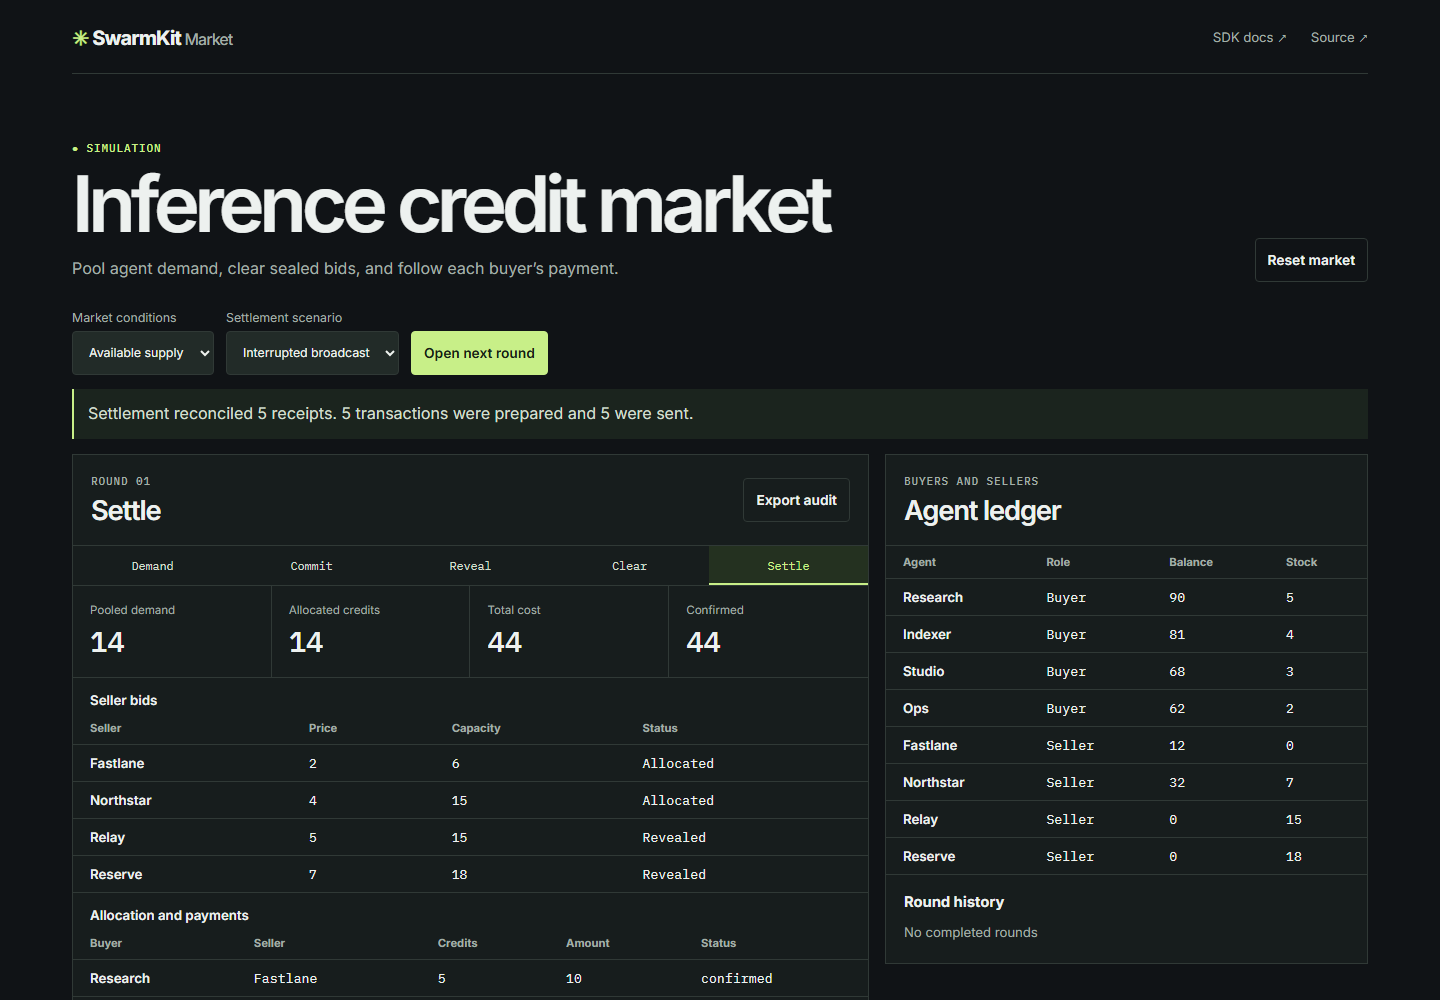 SwarmKit Market
SDK docs ↗ Source ↗
SIMULATION
Inference credit market
Pool agent demand, clear sealed bids, and follow each buyer’s payment.
Reset market
Market conditions Settlement scenario
Available supply Interrupted broadcast Open next round
Settlement reconciled 5 receipts. 5 transactions were prepared and 5 were sent.
ROUND 01
Settle
Export audit
Demand Commit Reveal Clear Settle
Pooled demand Allocated credits Total cost Confirmed
14 14 44 44
Seller bids
Seller Price Capacity Status
Fastlane 2 6 Allocated
Northstar 4 15 Allocated
Relay 5 15 Revealed
Reserve 7 18 Revealed
Allocation and payments
Buyer Seller Credits Amount Status
Research Fastlane 5 10 confirmed
BUYERS AND SELLERS
Agent ledger
Agent Role Balance Stock
Research Buyer 90 5
Indexer Buyer 81 4
Studio Buyer 68 3
Ops Buyer 62 2
Fastlane Seller 12 0
Northstar Seller 32 7
Relay Seller 0 15
Reserve Seller 0 18
Round history
No completed rounds